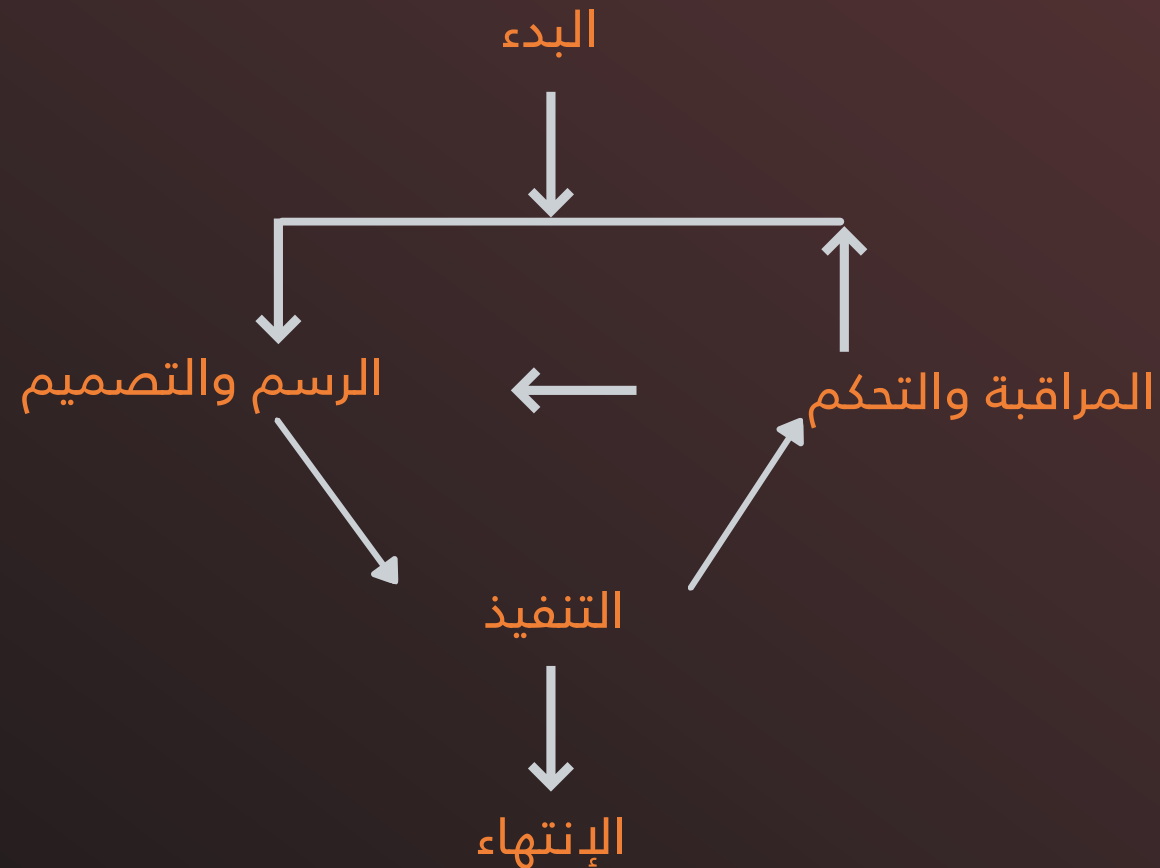 البدء
المراقبة والتحكم
الرسم والتصميم
التنفيذ
الإنتهاء